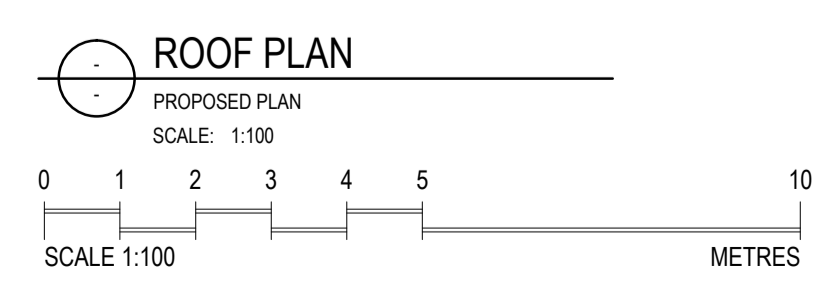 -
ROOF PLAN
-
PROPOSED PLAN
SCALE: 1:100
0 1 2 3 4 5 10
SCALE 1:100 METRES